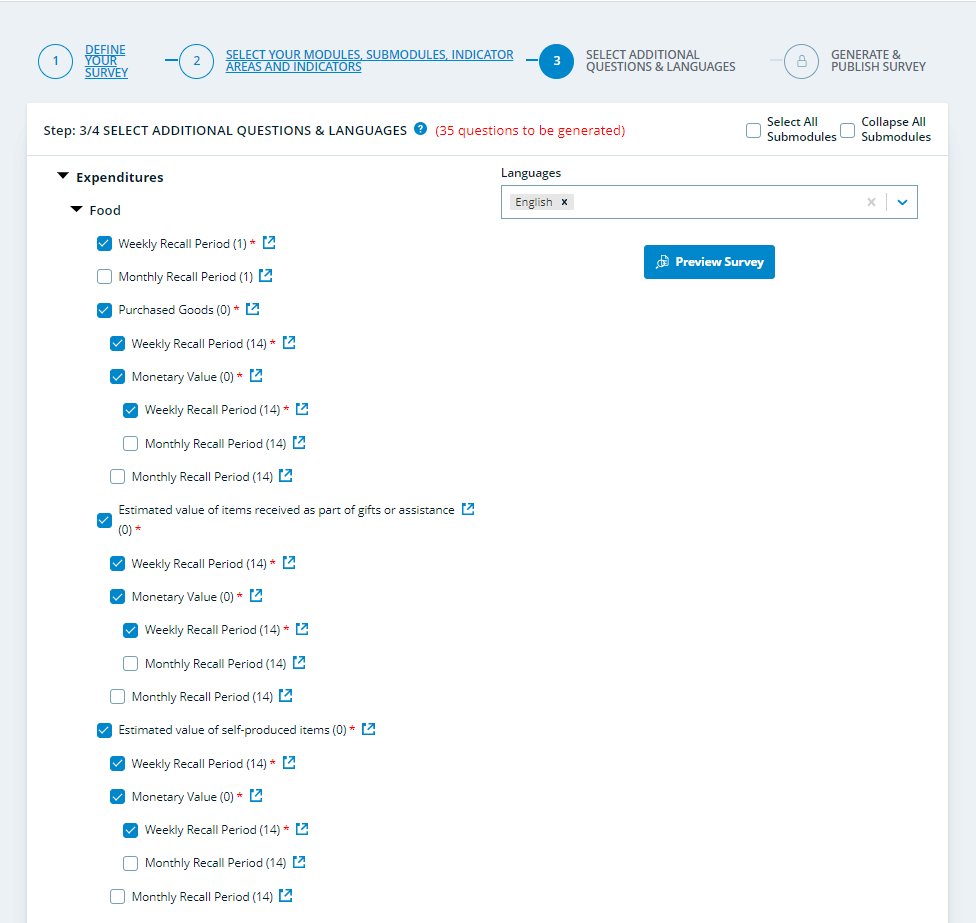 1
DEFINE
YOUR
SURVEY
2
SELECT YOUR MODULES, SUBMODULES, INDICATOR
AREAS AND INDICATORS
3
SELECT ADDITIONAL
QUESTIONS & LANGUAGES
GENERATE &
PUBLISH SURVEY
Step: 3/4 SELECT ADDITIONAL QUESTIONS & LANGUAGES ? (35 questions to be generated)
Select All
Submodules
Collapse All
Submodules
Expenditures
Food
Weekly Recall Period (1) *
Monthly Recall Period (1)
Purchased Goods (0) *
Weekly Recall Period (14) *
Monetary Value (0) *
Weekly Recall Period (14) *
Monthly Recall Period (14)
Monthly Recall Period (14)
Estimated value of items received as part of gifts or assistance
(0) *
Weekly Recall Period (14) *
Monetary Value (0) *
Weekly Recall Period (14) *
Monthly Recall Period (14)
Monthly Recall Period (14)
Estimated value of self-produced items (0) *
Weekly Recall Period (14) *
Monetary Value (0) *
Weekly Recall Period (14) *
Monthly Recall Period (14)
Monthly Recall Period (14)
Languages
English x
Preview Survey